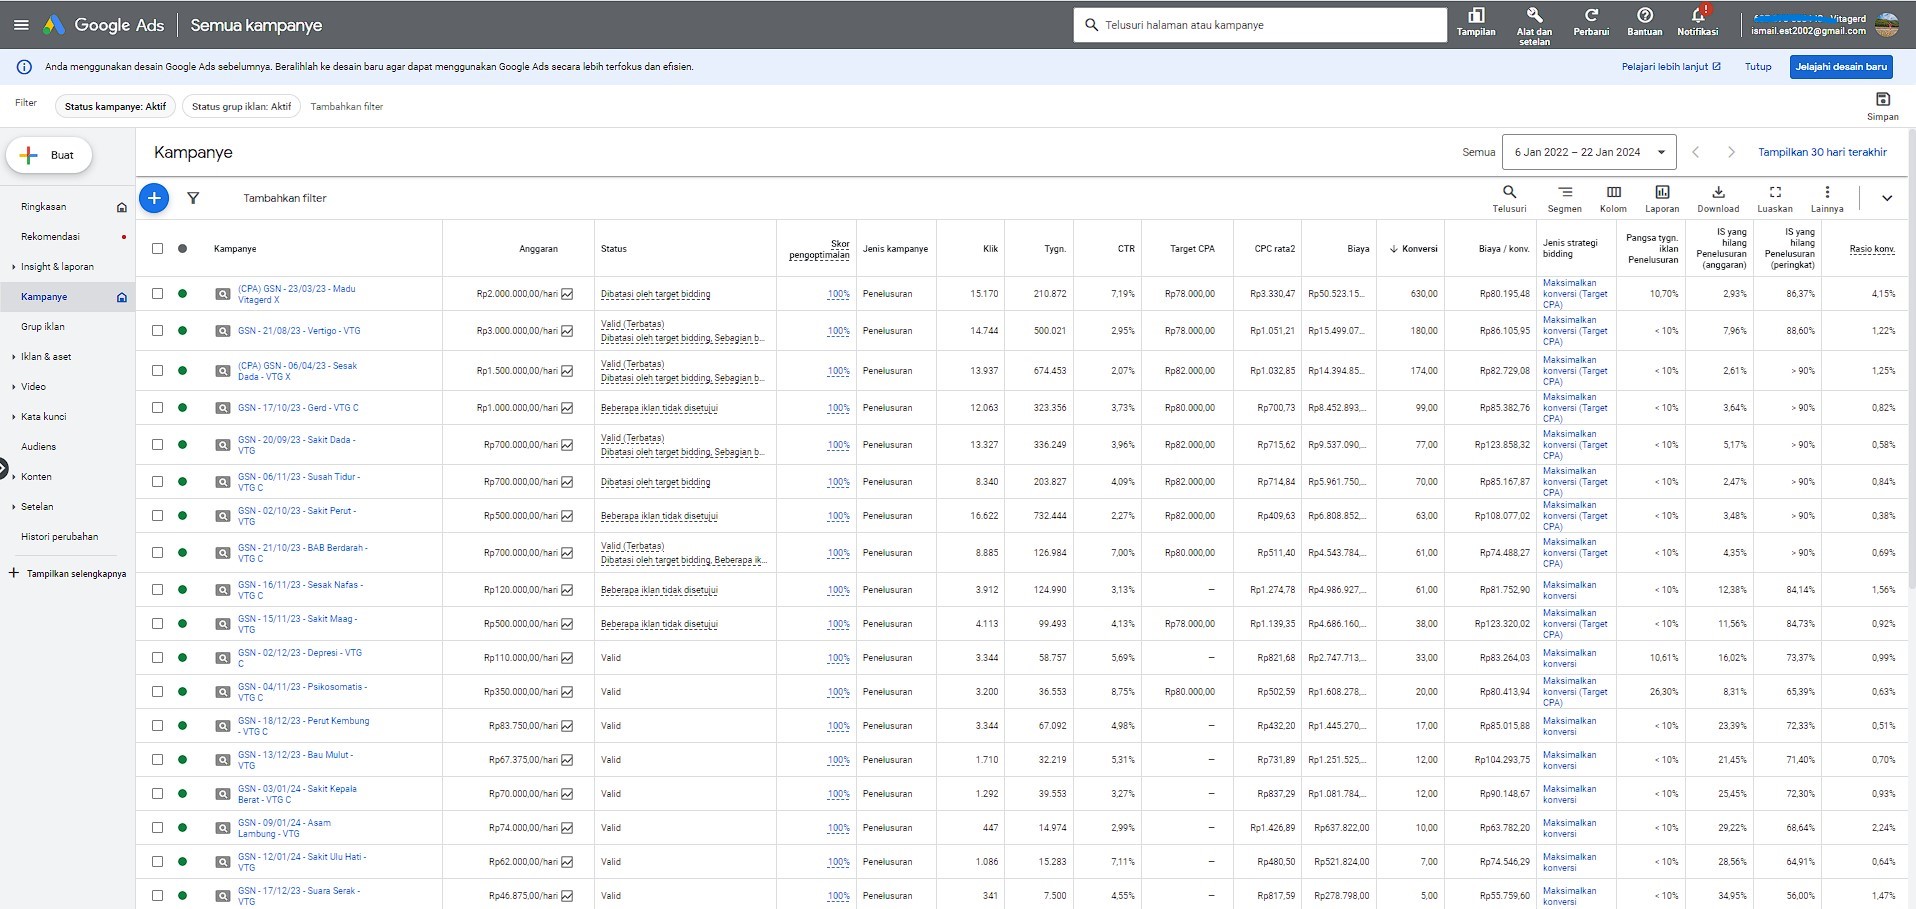 Google Ads
Semua kampanye
Telusuri halaman atau kampanye
Tampilan
Alat dan setelan
Perbarui
Bantuan
Notifikasi
Vitagerd
ismail.est2002@gmail.com
Anda menggunakan desain Google Ads sebelumnya. Beralihlah ke desain baru agar dapat menggunakan Google Ads secara lebih terfokus dan efisien.
Pelajari lebih lanjut
Tutup
Jelajahi desain baru
Filter
Status kampanye: Aktif
Status grup iklan: Aktif
Tambahkan filter
Simpan
Buat
Ringkasan
Rekomendasi
Insight & laporan
Kampanye
Grup iklan
Iklan & aset
Video
Kata kunci
Audiens
Konten
Setelan
Histori perubahan
Tampilkan selengkapnya
Kampanye
Semua
6 Jan 2022 – 22 Jan 2024
Tampilkan 30 hari terakhir
Tambahkan filter
Telusuri
Segmen
Kolom
Laporan
Download
Luaskan
Lainnya
Kampanye Anggaran Status Skor pengoptimalan Jenis kampanye Klik Tygn. CTR Target CPA CPC rata2 Biaya Konversi Biaya / konv. Jenis strategi bidding Pangsa tygn. iklan Penelusuran IS yang hilang Penelusuran (anggaran) IS yang hilang Penelusuran (peringkat) Rasio konv.
(CPA) GSN - 23/03/23 - Madu Vitagerd X Rp2.000.000,00/hari Dibatasi oleh target bidding 100% Penelusuran 15.170 210.872 7,19% Rp78.000,00 Rp3.330,47 Rp50.523.15... 630,00 Rp80.195,48 Maksimalkan konversi (Target CPA) 10,70% 2,93% 86,37% 4,15%
GSN - 21/08/23 - Vertigo - VTG Rp3.000.000,00/hari Valid (Terbatas) Dibatasi oleh target bidding, Sebagian b... 100% Penelusuran 14.744 500.021 2,95% Rp78.000,00 Rp1.051,21 Rp15.499.07... 180,00 Rp86.105,95 Maksimalkan konversi (Target CPA) < 10% 7,96% 88,60% 1,22%
(CPA) GSN - 06/04/23 - Sesak Dada - VTG X Rp1.500.000,00/hari Valid (Terbatas) Dibatasi oleh target bidding, Sebagian b... 100% Penelusuran 13.937 674.453 2,07% Rp82.000,00 Rp1.032,85 Rp14.394.85... 174,00 Rp82.729,08 Maksimalkan konversi (Target CPA) < 10% 2,61% > 90% 1,25%
GSN - 17/10/23 - Gerd - VTG C Rp1.000.000,00/hari Beberapa iklan tidak disetujui 100% Penelusuran 12.063 323.356 3,73% Rp80.000,00 Rp700,73 Rp8.452.893,... 99,00 Rp85.382,76 Maksimalkan konversi (Target CPA) < 10% 3,64% > 90% 0,82%
GSN - 20/09/23 - Sakit Dada - VTG Rp700.000,00/hari Valid (Terbatas) Dibatasi oleh target bidding, Sebagian b... 100% Penelusuran 13.327 336.249 3,96% Rp82.000,00 Rp715,62 Rp9.537.090,... 77,00 Rp123.858,32 Maksimalkan konversi (Target CPA) < 10% 5,17% > 90% 0,58%
GSN - 06/11/23 - Susah Tidur - VTG C Rp700.000,00/hari Dibatasi oleh target bidding 100% Penelusuran 8.340 203.827 4,09% Rp82.000,00 Rp714,84 Rp5.961.750,... 70,00 Rp85.167,87 Maksimalkan konversi (Target CPA) < 10% 2,47% > 90% 0,84%
GSN - 02/10/23 - Sakit Perut - VTG Rp500.000,00/hari Beberapa iklan tidak disetujui 100% Penelusuran 16.622 732.444 2,27% Rp82.000,00 Rp409,63 Rp6.808.852,... 63,00 Rp108.077,02 Maksimalkan konversi (Target CPA) < 10% 3,48% > 90% 0,38%
GSN - 21/10/23 - BAB Berdarah - VTG C Rp700.000,00/hari Valid (Terbatas) Dibatasi oleh target bidding, Beberapa ik... 100% Penelusuran 8.885 126.984 7,00% Rp80.000,00 Rp511,40 Rp4.543.784,... 61,00 Rp74.488,27 Maksimalkan konversi (Target CPA) < 10% 4,35% > 90% 0,69%
GSN - 16/11/23 - Sesak Nafas - VTG C Rp120.000,00/hari Beberapa iklan tidak disetujui 100% Penelusuran 3.912 124.990 3,13% – Rp1.274,78 Rp4.986.927,... 61,00 Rp81.752,90 Maksimalkan konversi < 10% 12,38% 84,14% 1,56%
GSN - 15/11/23 - Sakit Maag - VTG Rp500.000,00/hari Beberapa iklan tidak disetujui 100% Penelusuran 4.113 99.493 4,13% Rp78.000,00 Rp1.139,35 Rp4.686.160,... 38,00 Rp123.320,02 Maksimalkan konversi (Target CPA) < 10% 11,56% 84,73% 0,92%
GSN - 02/12/23 - Depresi - VTG C Rp110.000,00/hari Valid 100% Penelusuran 3.344 58.757 5,69% – Rp821,68 Rp2.747.713,... 33,00 Rp83.264,03 Maksimalkan konversi 10,61% 16,02% 73,37% 0,99%
GSN - 04/11/23 - Psikosomatis - VTG C Rp350.000,00/hari Valid 100% Penelusuran 3.200 36.553 8,75% Rp80.000,00 Rp502,59 Rp1.608.278,... 20,00 Rp80.413,94 Maksimalkan konversi (Target CPA) 26,30% 8,31% 65,39% 0,63%
GSN - 18/12/23 - Perut Kembung - VTG C Rp83.750,00/hari Valid 100% Penelusuran 3.344 67.092 4,98% – Rp432,20 Rp1.445.270,... 17,00 Rp85.015,88 Maksimalkan konversi < 10% 23,39% 72,33% 0,51%
GSN - 13/12/23 - Bau Mulut - VTG Rp67.375,00/hari Valid 100% Penelusuran 1.710 32.219 5,31% – Rp731,89 Rp1.251.525,... 12,00 Rp104.293,75 Maksimalkan konversi < 10% 21,45% 71,40% 0,70%
GSN - 03/01/24 - Sakit Kepala Berat - VTG C Rp70.000,00/hari Valid 100% Penelusuran 1.292 39.553 3,27% – Rp837,29 Rp1.081.784,... 12,00 Rp90.148,67 Maksimalkan konversi < 10% 25,45% 72,30% 0,93%
GSN - 09/01/24 - Asam Lambung - VTG Rp74.000,00/hari Valid 100% Penelusuran 447 14.974 2,99% – Rp1.426,89 Rp637.822,00 10,00 Rp63.782,20 Maksimalkan konversi < 10% 29,22% 68,64% 2,24%
GSN - 12/01/24 - Sakit Ulu Hati - VTG Rp62.000,00/hari Valid 100% Penelusuran 1.086 15.283 7,11% – Rp480,50 Rp521.824,00 7,00 Rp74.546,29 Maksimalkan konversi < 10% 28,56% 64,91% 0,64%
GSN - 17/12/23 - Suara Serak - VTG Rp46.875,00/hari Valid 100% Penelusuran 341 7.500 4,55% – Rp817,59 Rp278.798,00 5,00 Rp55.759,60 Maksimalkan konversi < 10% 34,95% 56,00% 1,47%